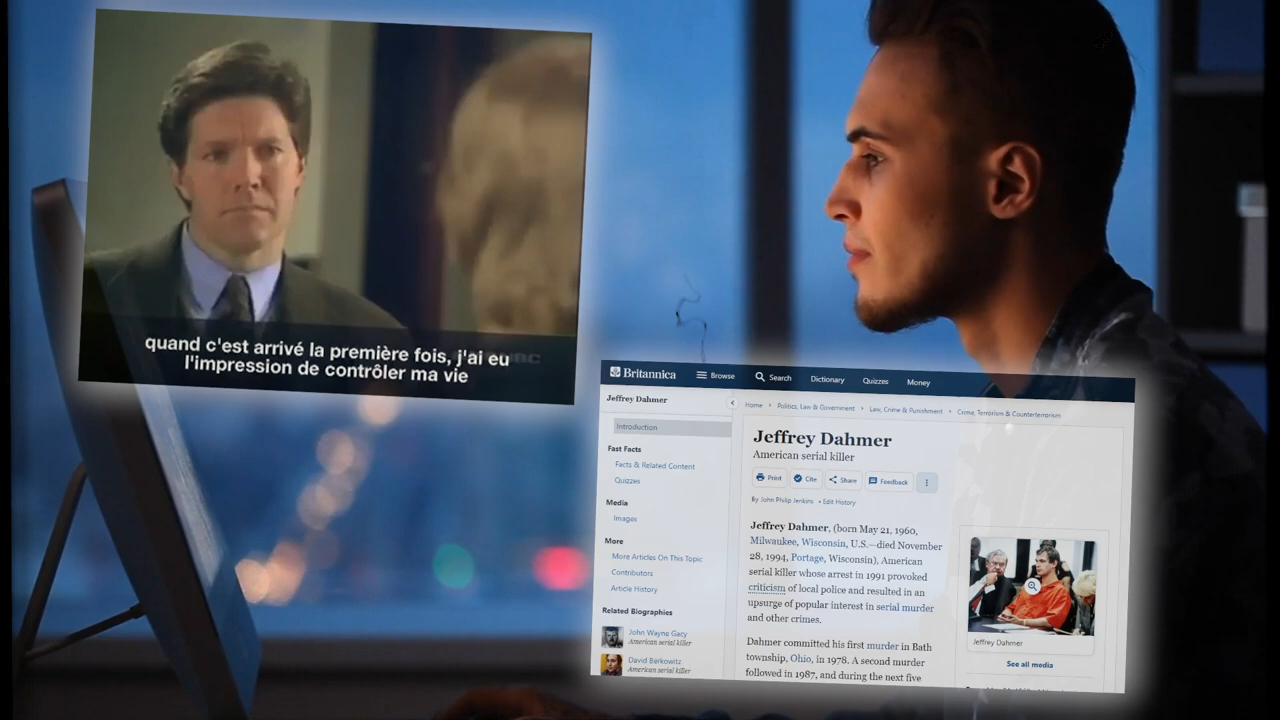 quand c'est arrivé la première fois, j'ai eu
l'impression de contrôler ma vie
Britannica
Browse
Search
Dictionary
Quizzes
Money
Jeffrey Dahmer
Home > Politics, Law & Government > Law, Crime & Punishment > Crime, Terrorism & Counterterrorism
Introduction
Fast Facts
Facts & Related Content
Quizzes
Media
Images
More
More Articles On This Topic
Contributors
Article History
Related Biographies
John Wayne Gacy
American serial killer
David Berkowitz
American serial killer
Jeffrey Dahmer
American serial killer
Print
Cite
Share
Feedback
By John Philip Jenkins • Edit History
Jeffrey Dahmer, (born May 21, 1960,
Milwaukee, Wisconsin, U.S.—died November
28, 1994, Portage, Wisconsin), American
serial killer whose arrest in 1991 provoked
criticism of local police and resulted in an
upsurge of popular interest in serial murder
and other crimes.
Dahmer committed his first murder in Bath
township, Ohio, in 1978. A second murder
followed in 1987, and during the next five
Jeffrey Dahmer
See all media